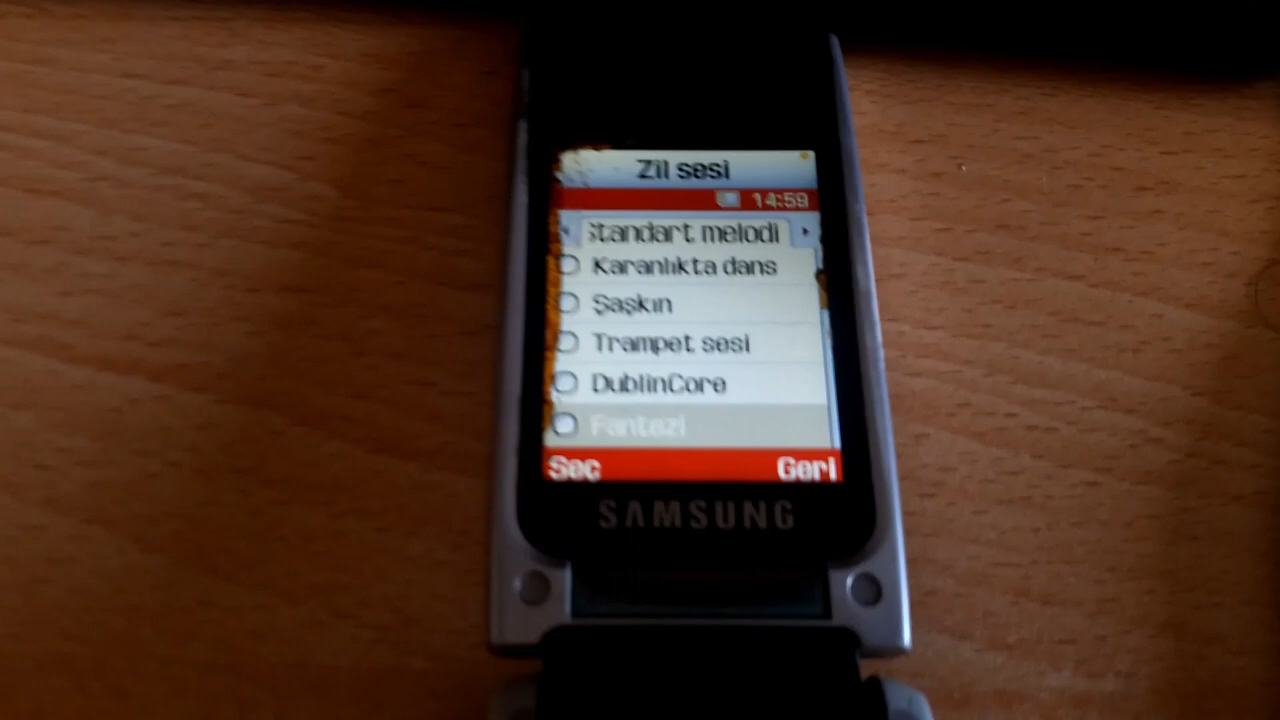 Zil sesi
14:59
Standart melodi
Karanlıkta dans
Şaşkın
Trampet sesi
DublinCore
Fantezi
Seç Geri
SAMSUNG